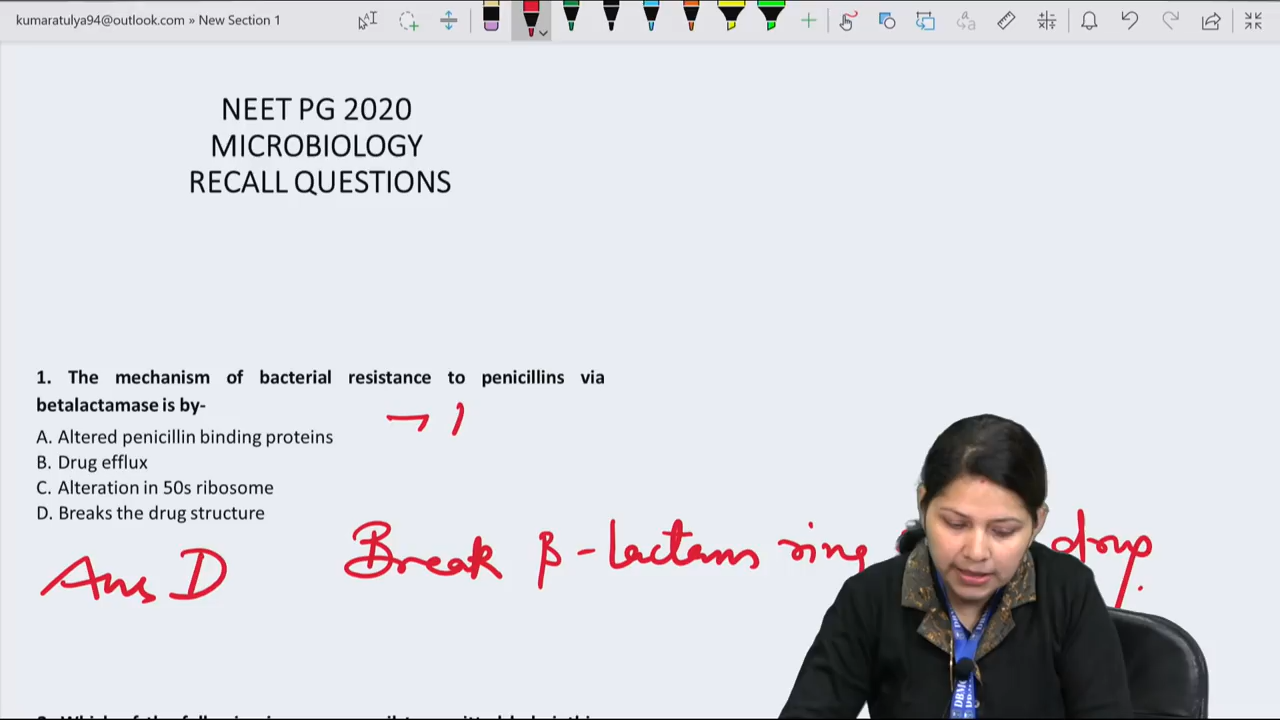 kumaratulya94@outlook.com » New Section 1
NEET PG 2020
MICROBIOLOGY
RECALL QUESTIONS
1. The mechanism of bacterial resistance to penicillins via
betalactamase is by-
A. Altered penicillin binding proteins
B. Drug efflux
C. Alteration in 50s ribosome
D. Breaks the drug structure
Ans D
Break β-lactams ring drug.